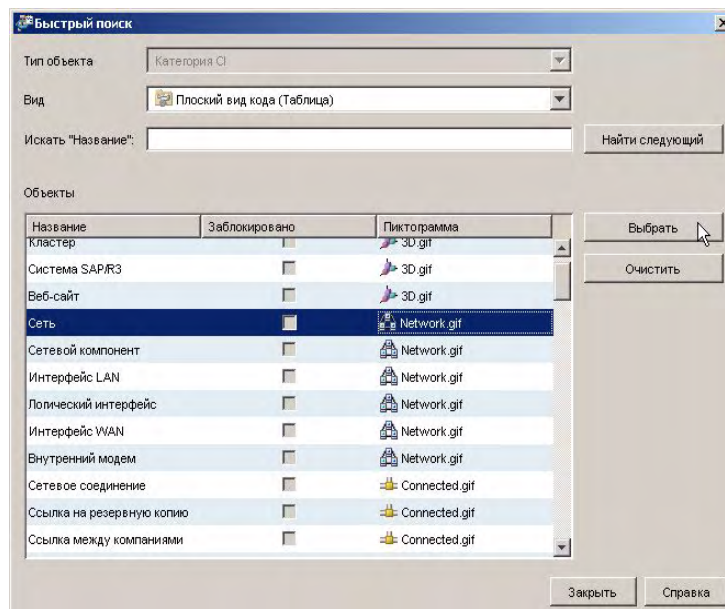 Быстрый поиск
Тип объекта Категория CI
Вид Плоский вид кода (Таблица)
Искать "Название": Найти следующий
Объекты
Название Заблокировано Пиктограмма Выбрать
Кластер 3D.gif
Система SAP/R3 3D.gif Очистить
Веб-сайт 3D.gif
Сеть Network.gif
Сетевой компонент Network.gif
Интерфейс LAN Network.gif
Логический интерфейс Network.gif
Интерфейс WAN Network.gif
Внутренний модем Network.gif
Сетевое соединение Connected.gif
Ссылка на резервную копию Connected.gif
Ссылка между компаниями Connected.gif
Закрыть Справка